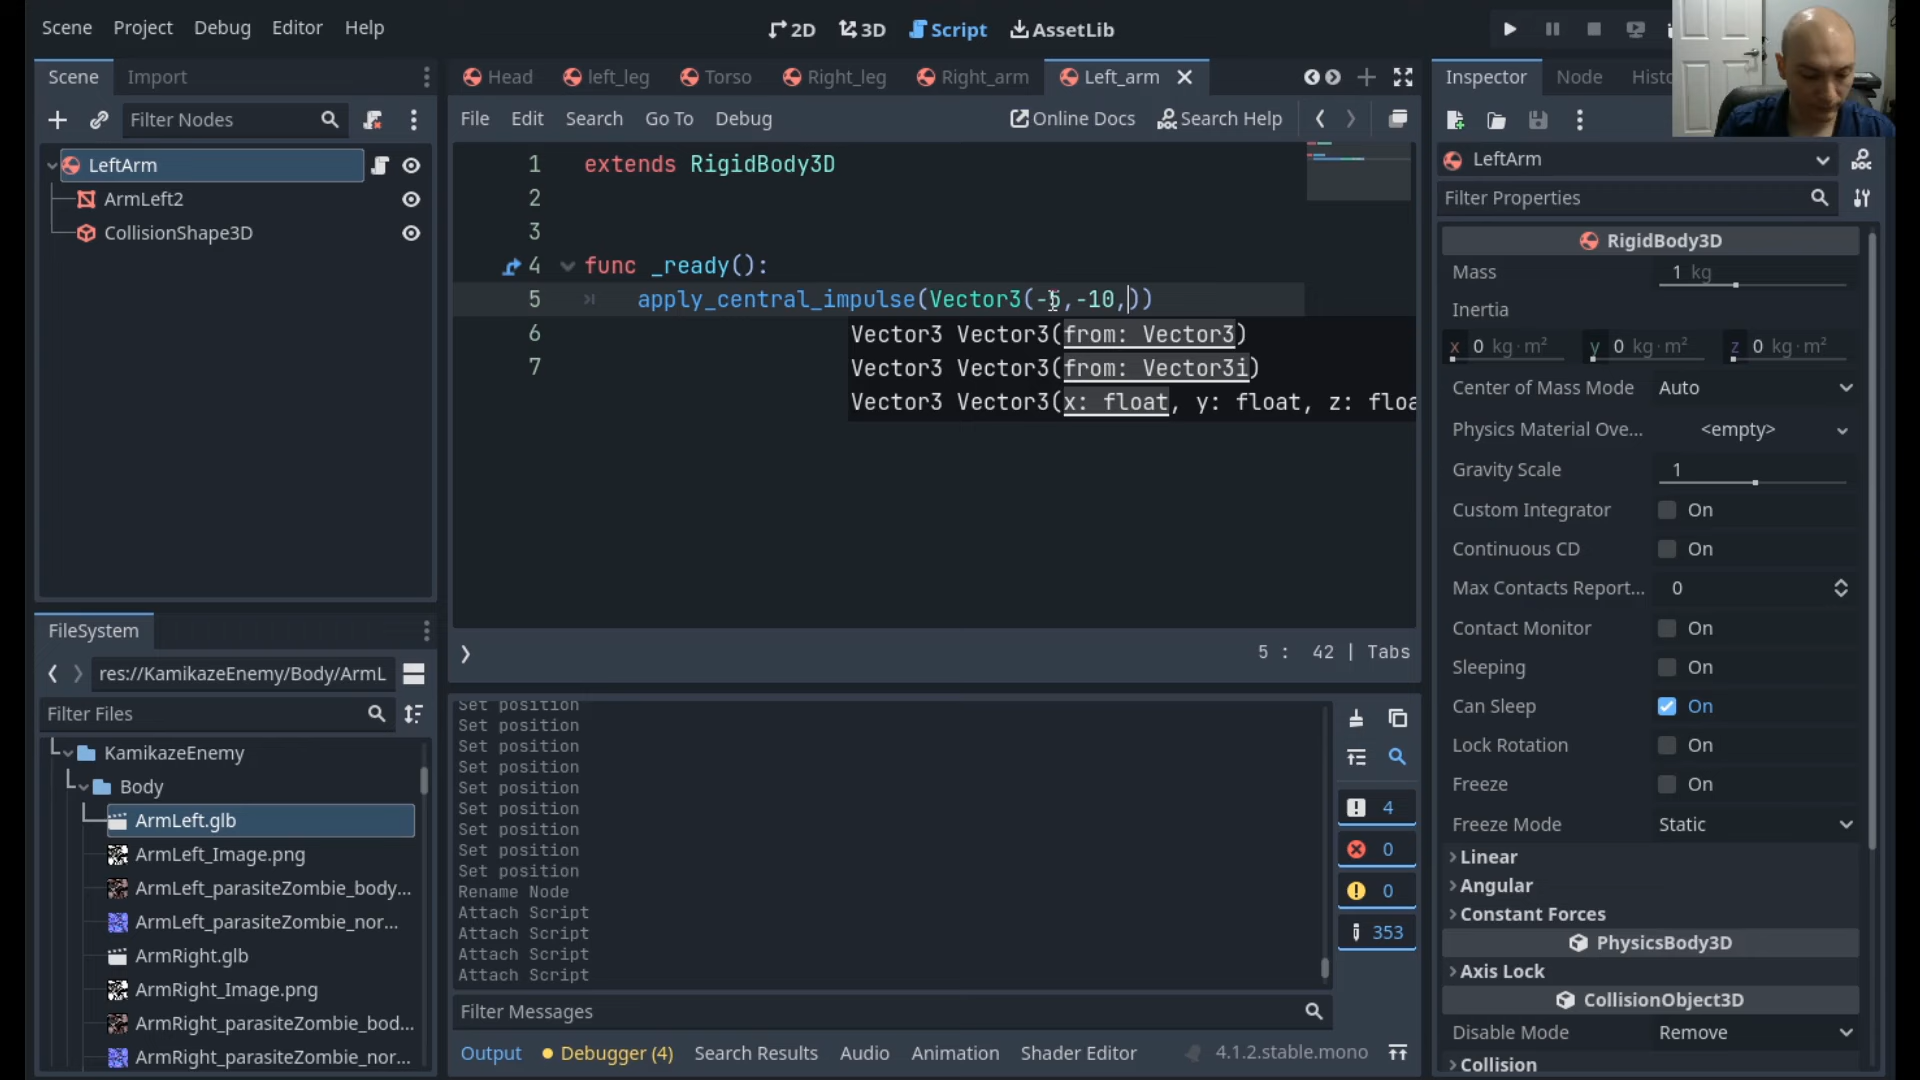 Scene Project Debug Editor Help
2D 3D Script AssetLib
Scene Import
Filter Nodes
LeftArm
ArmLeft2
CollisionShape3D
Head left_leg Torso Right_leg Right_arm Left_arm
File Edit Search Go To Debug
Online Docs Search Help
1 extends RigidBody3D
2
3
4 func _ready():
5 apply_central_impulse(Vector3(-5,-10,))
6 Vector3 Vector3(from: Vector3)
7 Vector3 Vector3(from: Vector3i)
Vector3 Vector3(x: float, y: float, z: floa
5 : 42 | Tabs
FileSystem
res://KamikazeEnemy/Body/ArmL
Filter Files
KamikazeEnemy
Body
ArmLeft.glb
ArmLeft_Image.png
ArmLeft_parasiteZombie_body...
ArmLeft_parasiteZombie_nor...
ArmRight.glb
ArmRight_Image.png
ArmRight_parasiteZombie_bod...
ArmRight_parasiteZombie_nor...
Set position
Set position
Set position
Set position
Set position
Set position
Set position
Set position
Set position
Rename Node
Attach Script
Attach Script
Attach Script
Attach Script
4
0
0
353
Filter Messages
Output Debugger (4) Search Results Audio Animation Shader Editor 4.1.2.stable.mono
Inspector Node Histo
LeftArm
Filter Properties
RigidBody3D
Mass 1 kg
Inertia
x 0 kg·m² y 0 kg·m² z 0 kg·m²
Center of Mass Mode Auto
Physics Material Ove... <empty>
Gravity Scale 1
Custom Integrator On
Continuous CD On
Max Contacts Report... 0
Contact Monitor On
Sleeping On
Can Sleep On
Lock Rotation On
Freeze On
Freeze Mode Static
Linear
Angular
Constant Forces
PhysicsBody3D
Axis Lock
CollisionObject3D
Disable Mode Remove
Collision